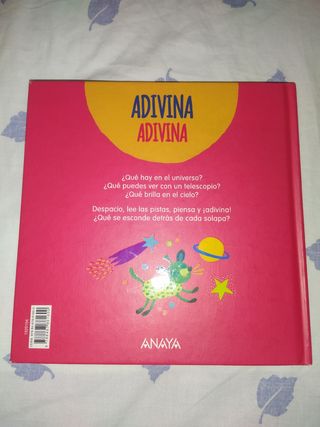 ADIVINA
ADIVINA
¿Qué hay en el universo?
¿Qué puedes ver con un telescopio?
¿Qué brilla en el cielo?
Despacio, lee las pistas, piensa y ¡adivina!
¿Qué se esconde detrás de cada solapa?
ANAYA